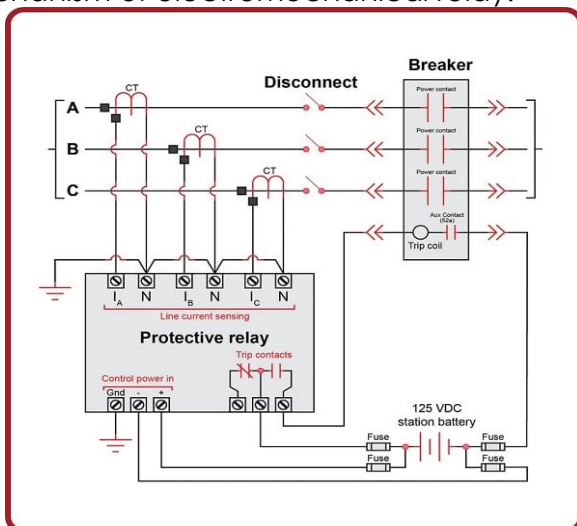 mechanism of electromechanical relay.
Breaker
Disconnect
CT
Power contact
A
CT
Power contact
B
CT
Power contact
C
Aux Contact
(52a)
Trip coil
IA N IB N IC N
Line current sensing
Protective relay
Trip contacts
Control power in
Gnd - +
125 VDC
station battery
Fuse
Fuse
Fuse
Fuse